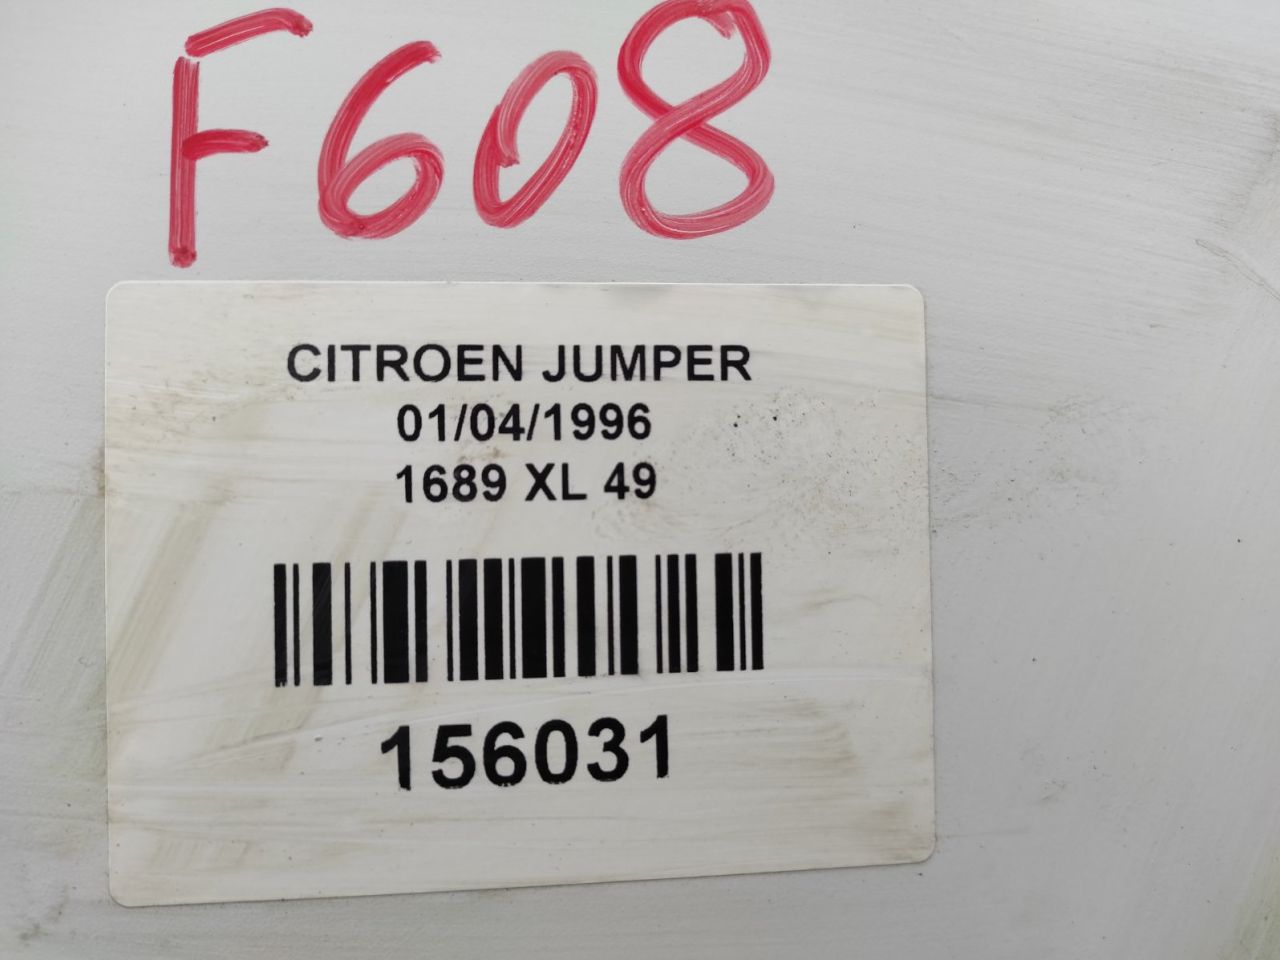 F608
CITROEN JUMPER
01/04/1996
1689 XL 49
156031